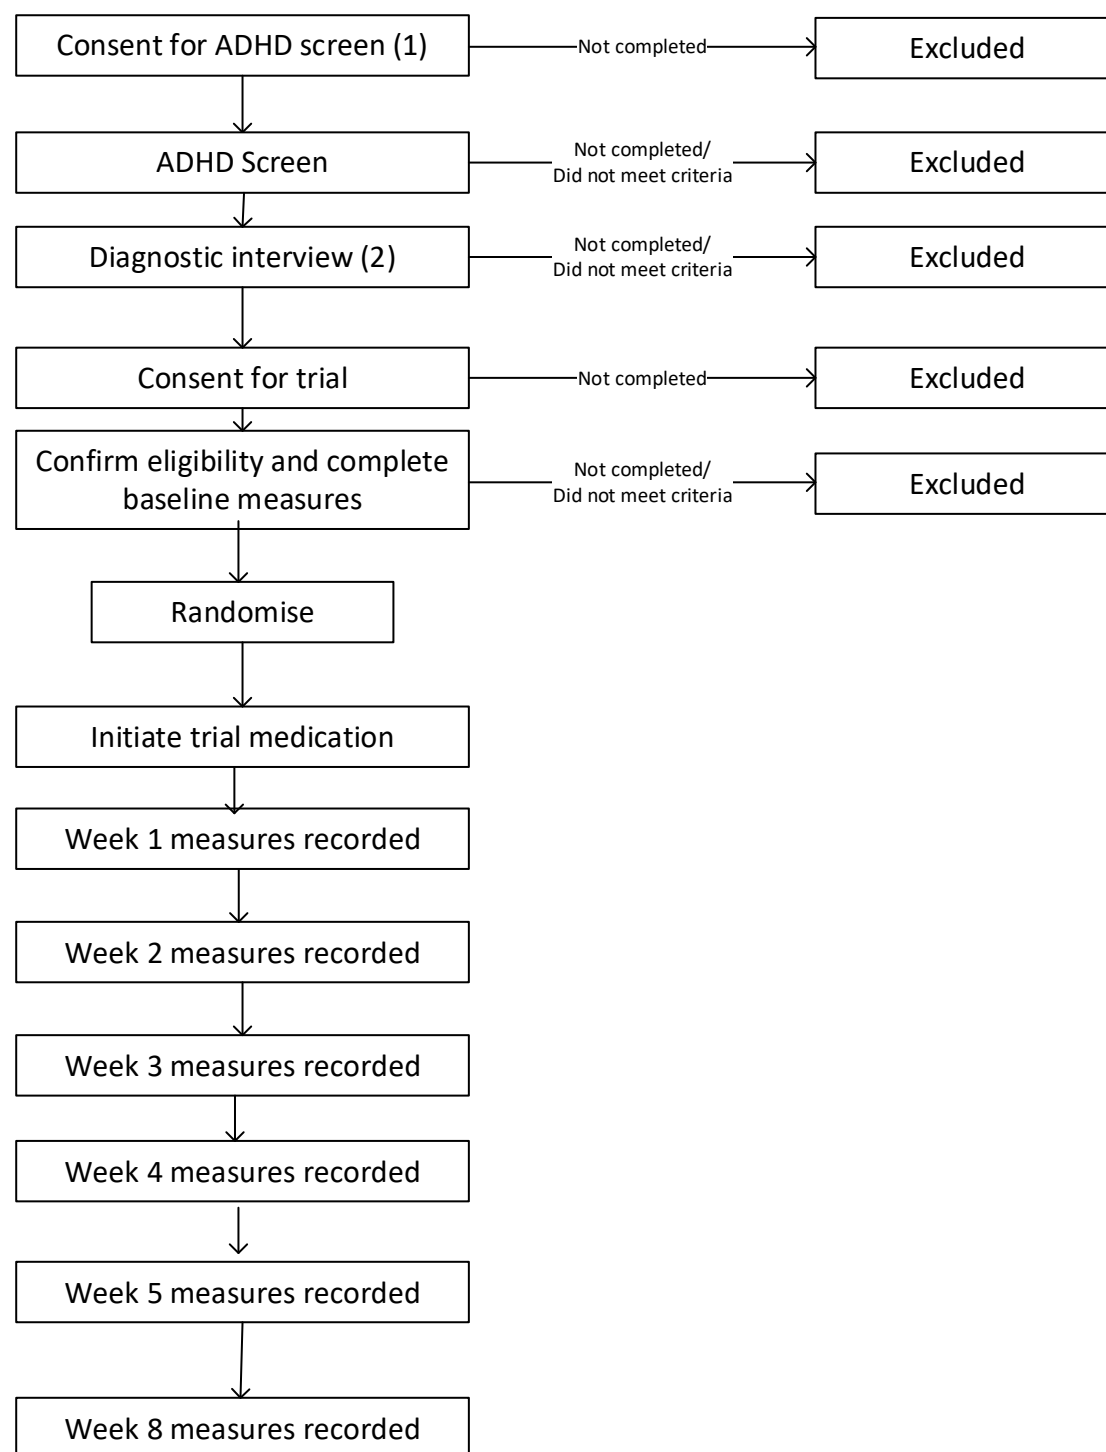 Consent for ADHD screen (1)
Not completed
Excluded
ADHD Screen
Not completed/
Did not meet criteria
Excluded
Diagnostic interview (2)
Not completed/
Did not meet criteria
Excluded
Consent for trial
Not completed
Excluded
Confirm eligibility and complete
baseline measures
Not completed/
Did not meet criteria
Excluded
Randomise
Initiate trial medication
Week 1 measures recorded
Week 2 measures recorded
Week 3 measures recorded
Week 4 measures recorded
Week 5 measures recorded
Week 8 measures recorded